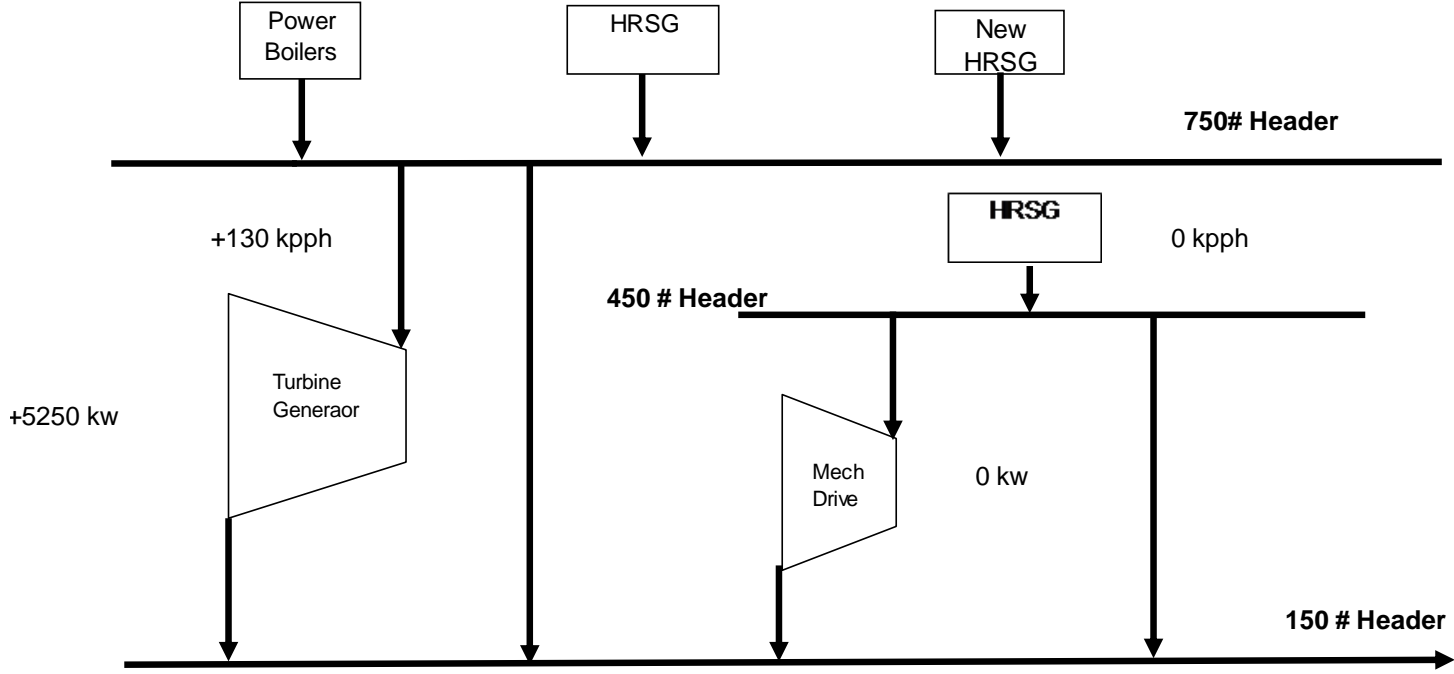 Power
Boilers
HRSG
New
HRSG
750# Header
HRSG
+130 kpph
0 kpph
450 # Header
Turbine
Generaor
+5250 kw
Mech
Drive
0 kw
150 # Header